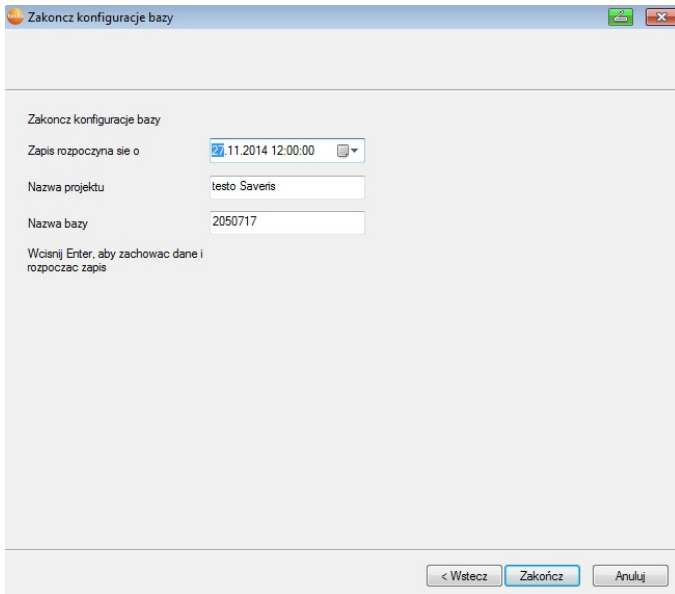 Zakoncz konfiguracje bazy
Zakoncz konfiguracje bazy
Zapis rozpoczyna sie o
27.11.2014 12:00:00
Nazwa projektu
testo Saveris
Nazwa bazy
2050717
Wcisnij Enter, aby zachowac dane i
rozpoczac zapis
< Wstecz
Zakończ
Anuluj